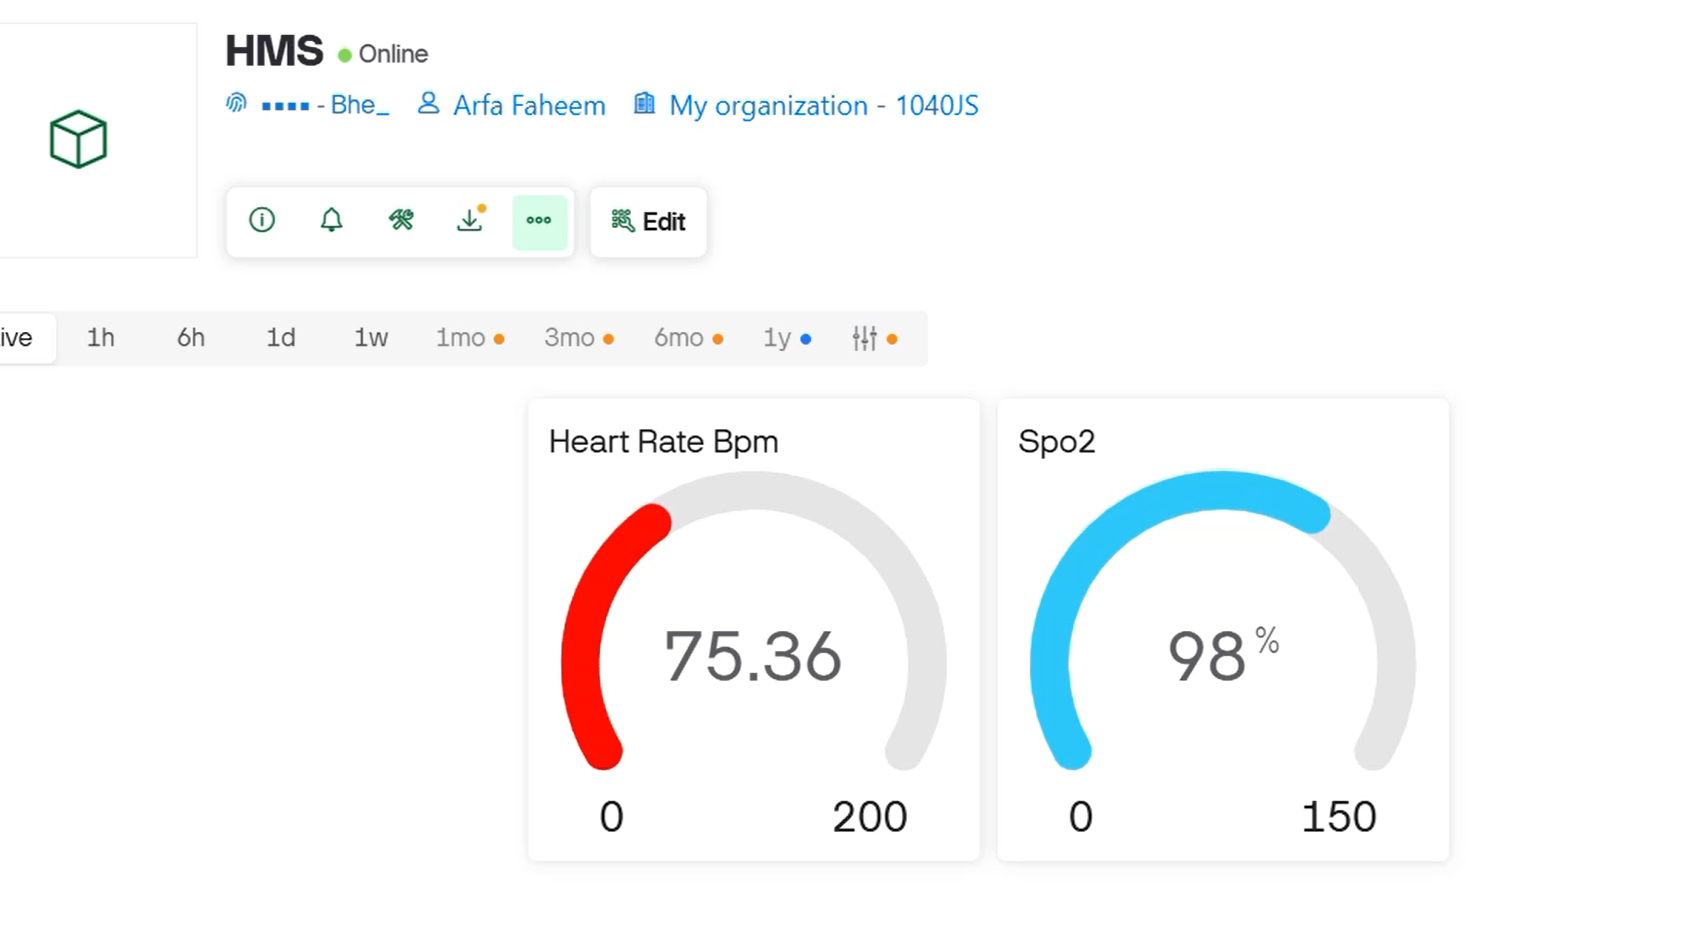 HMS Online
- Bhe_ Arfa Faheem My organization - 1040JS
Edit
ive 1h 6h 1d 1w 1mo 3mo 6mo 1y
Heart Rate Bpm
75.36
0 200
Spo2
98%
0 150